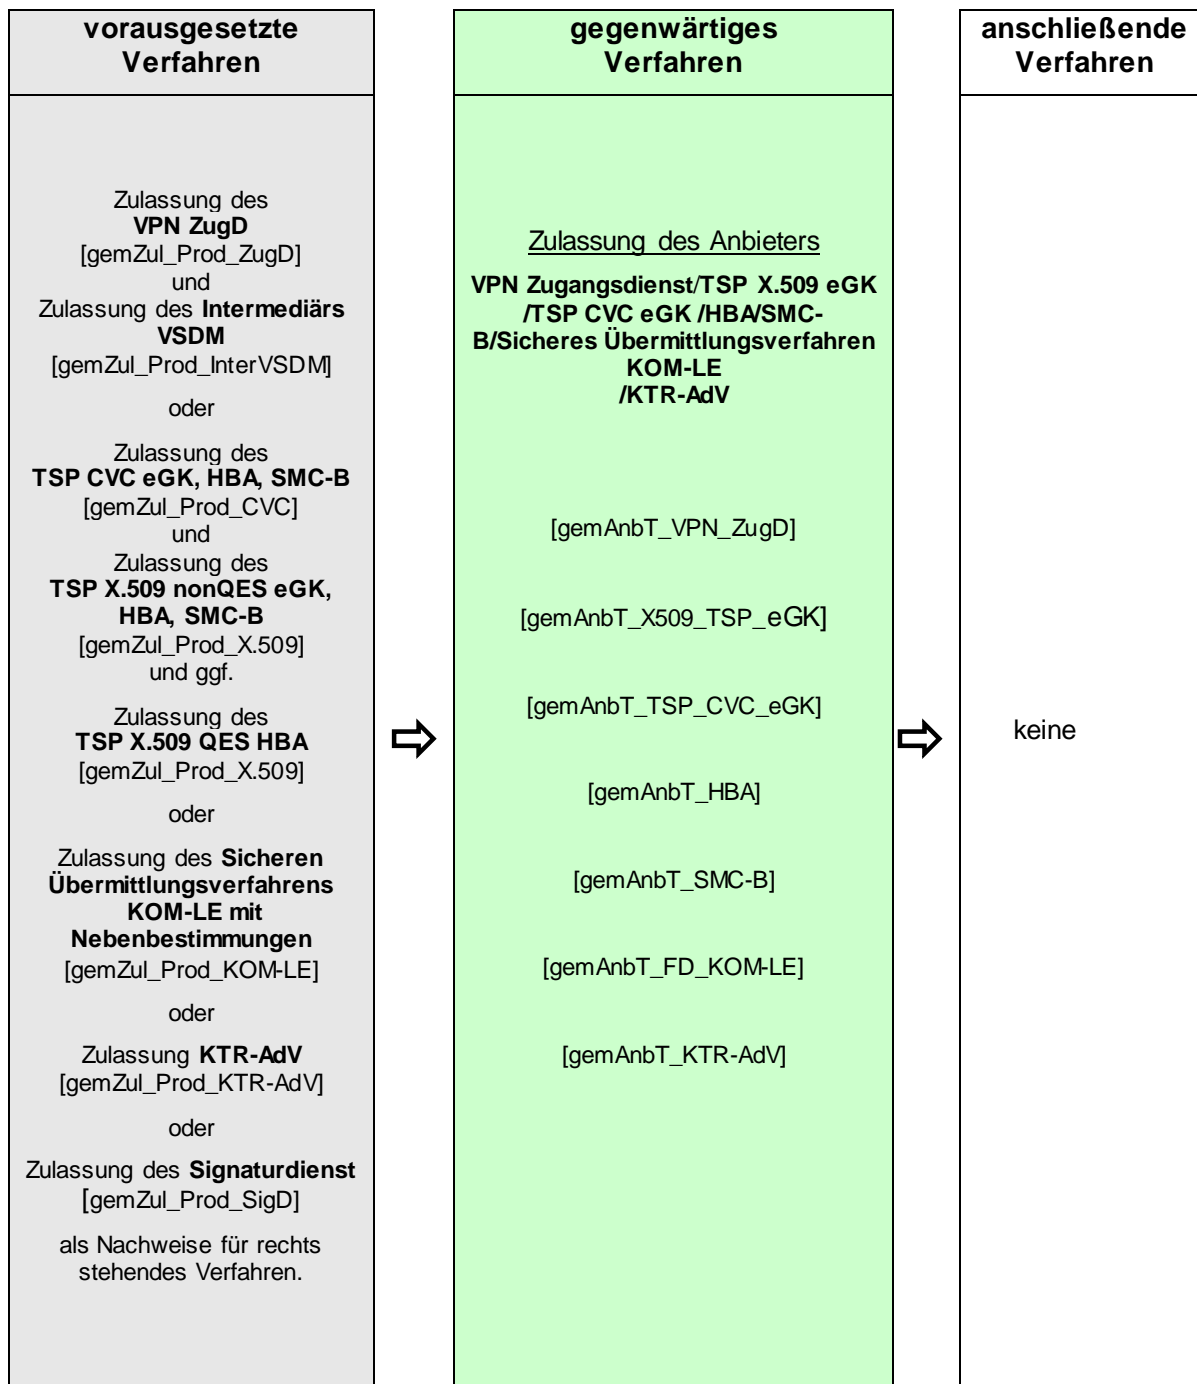 vorausgesetzte
Verfahren
Zulassung des
VPN ZugD
[gemZul_Prod_ZugD]
und
Zulassung des Intermediärs
VSDM
[gemZul_Prod_InterVSDM]
oder
Zulassung des
TSP CVC eGK, HBA, SMC-B
[gemZul_Prod_CVC]
und
Zulassung des
TSP X.509 nonQES eGK,
HBA, SMC-B
[gemZul_Prod_X.509]
und ggf.
Zulassung des
TSP X.509 QES HBA
[gemZul_Prod_X.509]
oder
Zulassung des Sicheren
Übermittlungsverfahrens
KOM-LE mit
Nebenbestimmungen
[gemZul_Prod_KOM-LE]
oder
Zulassung KTR-AdV
[gemZul_Prod_KTR-AdV]
oder
Zulassung des Signaturdienst
[gemZul_Prod_SigD]
als Nachweise für rechts
stehendes Verfahren.
gegenwärtiges
Verfahren
Zulassung des Anbieters
VPN Zugangsdienst/TSP X.509 eGK
/TSP CVC eGK /HBA/SMC-
B/Sicheres Übermittlungsverfahren
KOM-LE
/KTR-AdV
[gemAnbT_VPN_ZugD]
[gemAnbT_X509_TSP_eGK]
[gemAnbT_TSP_CVC_eGK]
[gemAnbT_HBA]
[gemAnbT_SMC-B]
[gemAnbT_FD_KOM-LE]
[gemAnbT_KTR-AdV]
anschließende
Verfahren
keine